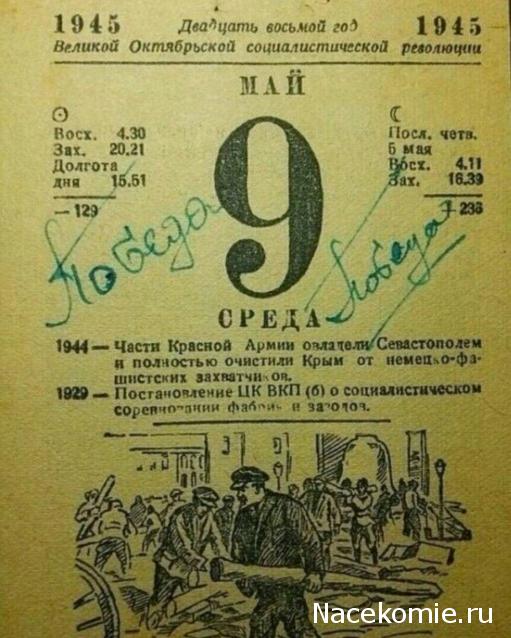 1945 Двадцать восьмой год 1945
Великой Октябрьской социалистической революции
МАЙ
Восх. 4.30
Зах. 20.21
Долгота
дня 15.51
— 129
9
Посл. четв.
5 мая
Восх. 4.11
Зах. 16.39
+ 236
Победа
Победа
СРЕДА
1944 — Части Красной Армии овладели Севастополем
и полностью очистили Крым от немецко-фа-
шистских захватчиков.
1929 — Постановление ЦК ВКП (б) о социалистическом
соревновании фабрик и заводов.
Nacekomie.ru